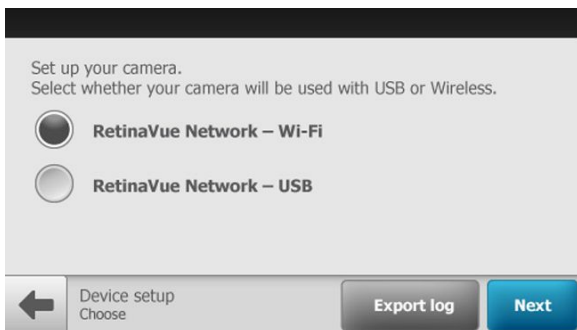 Set up your camera.
Select whether your camera will be used with USB or Wireless.
RetinaVue Network – Wi-Fi
RetinaVue Network – USB
Device setup
Choose
Export log
Next